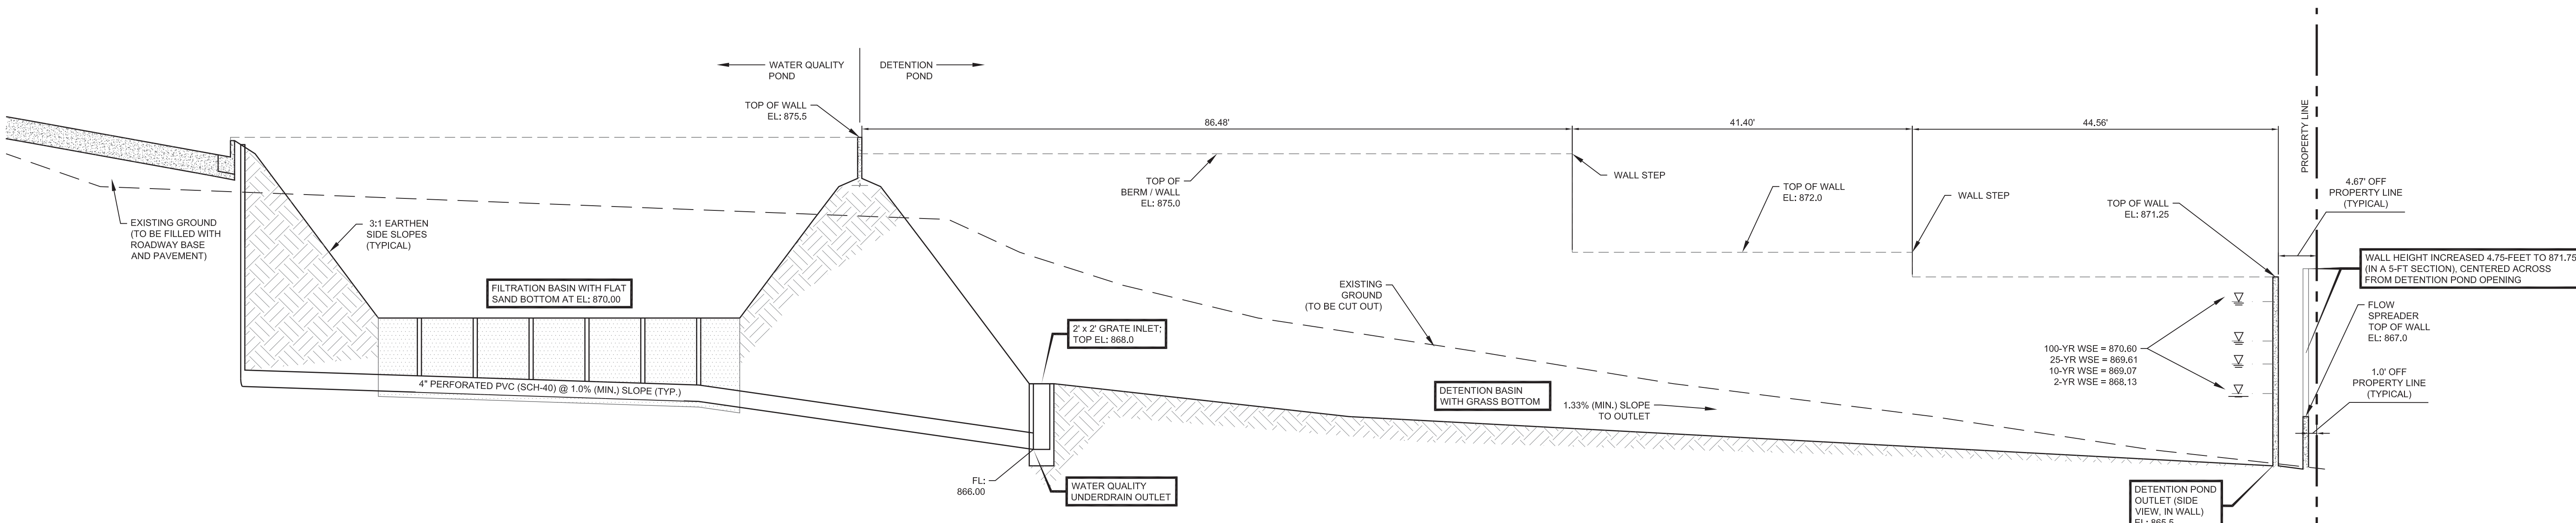 WATER QUALITY
POND
DETENTION
POND
TOP OF WALL
EL: 875.5
86.48'
41.40'
44.56'
PROPERTY LINE
EXISTING GROUND
(TO BE FILLED WITH
ROADWAY BASE
AND PAVEMENT)
3:1 EARTHEN
SIDE SLOPES
(TYPICAL)
FILTRATION BASIN WITH FLAT
SAND BOTTOM AT EL: 870.00
4" PERFORATED PVC (SCH-40) @ 1.0% (MIN.) SLOPE (TYP.)
TOP OF
BERM / WALL
EL: 875.0
WALL STEP
TOP OF WALL
EL: 872.0
WALL STEP
TOP OF WALL
EL: 871.25
4.67' OFF
PROPERTY LINE
(TYPICAL)
WALL HEIGHT INCREASED 4.75-FEET TO 871.75
(IN A 5-FT SECTION), CENTERED ACROSS
FROM DETENTION POND OPENING
EXISTING
GROUND
(TO BE CUT OUT)
2' x 2' GRATE INLET;
TOP EL: 868.0
FLOW
SPREADER
TOP OF WALL
EL: 867.0
100-YR WSE = 870.60
25-YR WSE = 869.61
10-YR WSE = 869.07
2-YR WSE = 868.13
1.0' OFF
PROPERTY LINE
(TYPICAL)
DETENTION BASIN
WITH GRASS BOTTOM
1.33% (MIN.) SLOPE
TO OUTLET
FL:
866.00
WATER QUALITY
UNDERDRAIN OUTLET
DETENTION POND
OUTLET (SIDE
VIEW, IN WALL)
EL: 865.5